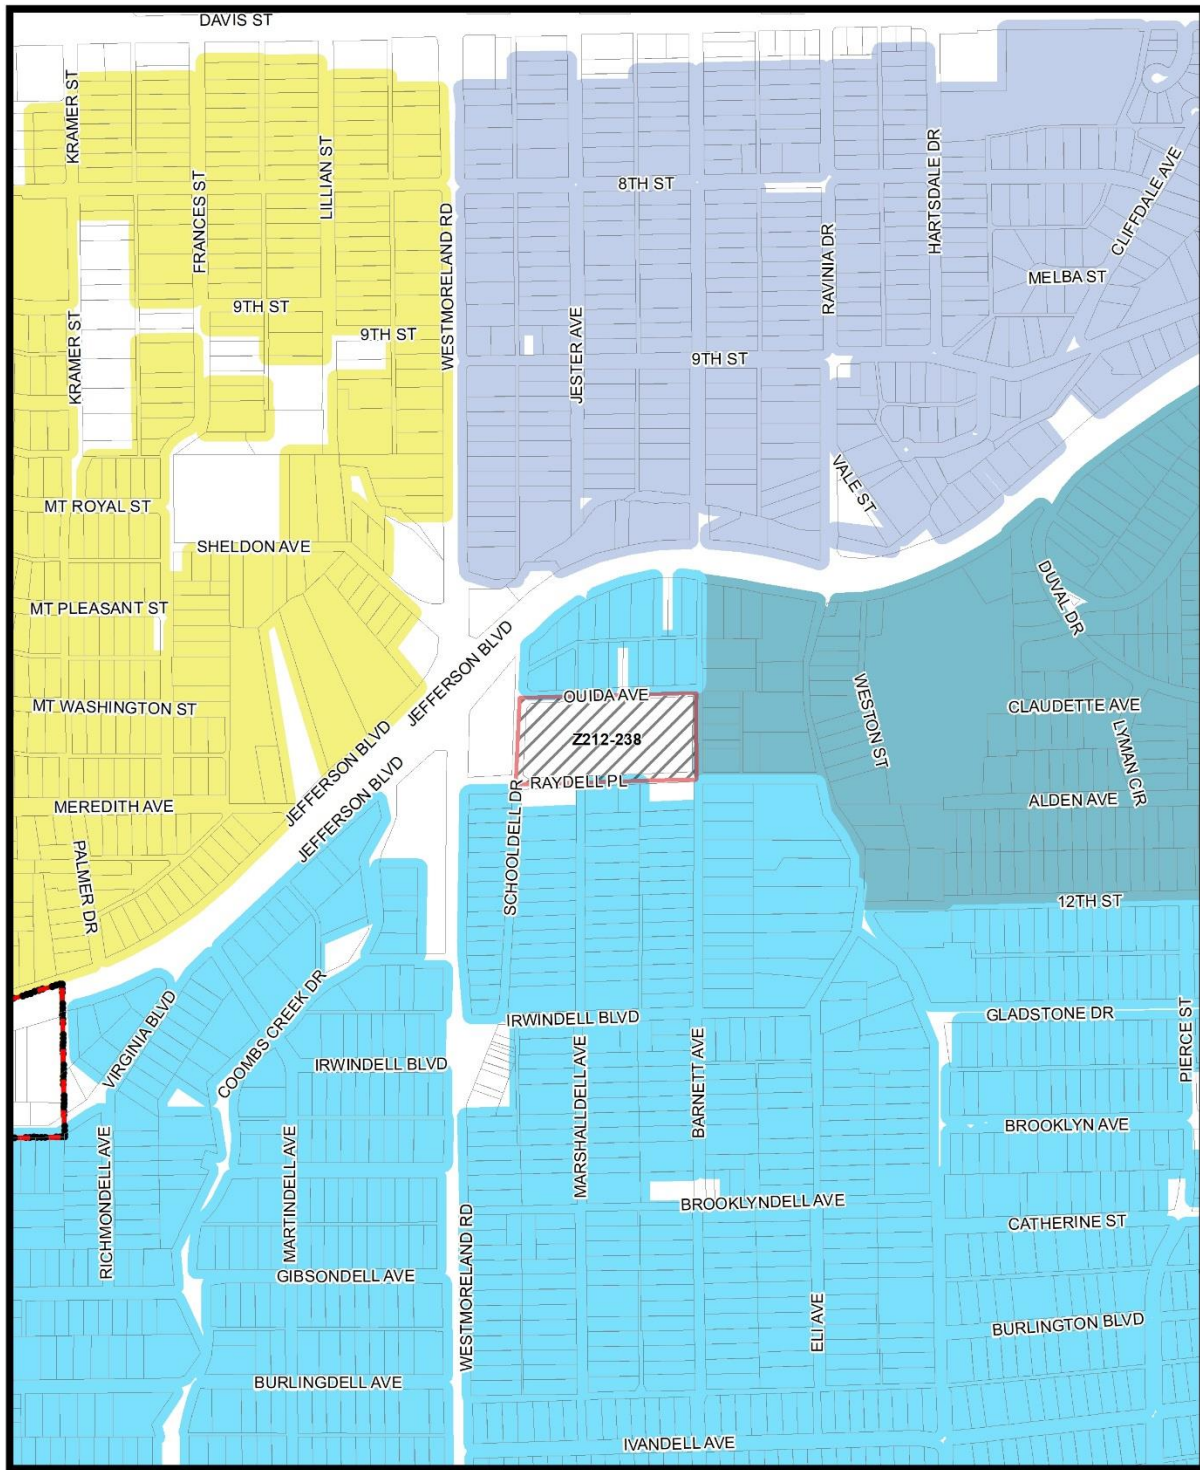 DAVIS ST
KRAMER ST
FRANCES ST
LILLIAN ST
WESTMORELAND RD
8TH ST
HARTSDALE DR
CLIFFDALE AVE
RAVINIA DR
MELBA ST
9TH ST
9TH ST
KRAMER ST
JESTER AVE
9TH ST
VALE ST
MT ROYAL ST
SHELDON AVE
MT PLEASANT ST
DUVAL DR
JEFFERSON BLVD
OUIDA AVE
MT WASHINGTON ST
WESTON ST
CLAUDETTE AVE
LYMAN CIR
Z212-238
JEFFERSON BLVD
JEFFERSON BLVD
RAYDELL PL
MEREDITH AVE
ALDEN AVE
PALMER DR
SCHOOLDELL DR
12TH ST
VIRGINIA BLVD
COOMBS CREEK DR
IRWINDELL BLVD
GLADSTONE DR
PIERCE ST
IRWINDELL BLVD
MARSHALLDELL AVE
BARNETT AVE
BROOKLYN AVE
RICHMONDELL AVE
MARTINDELL AVE
BROOKLYNDELL AVE
CATHERINE ST
WESTMORELAND RD
GIBSONDELL AVE
ELI AVE
BURLINGTON BLVD
BURLINGDELL AVE
IVANDELL AVE